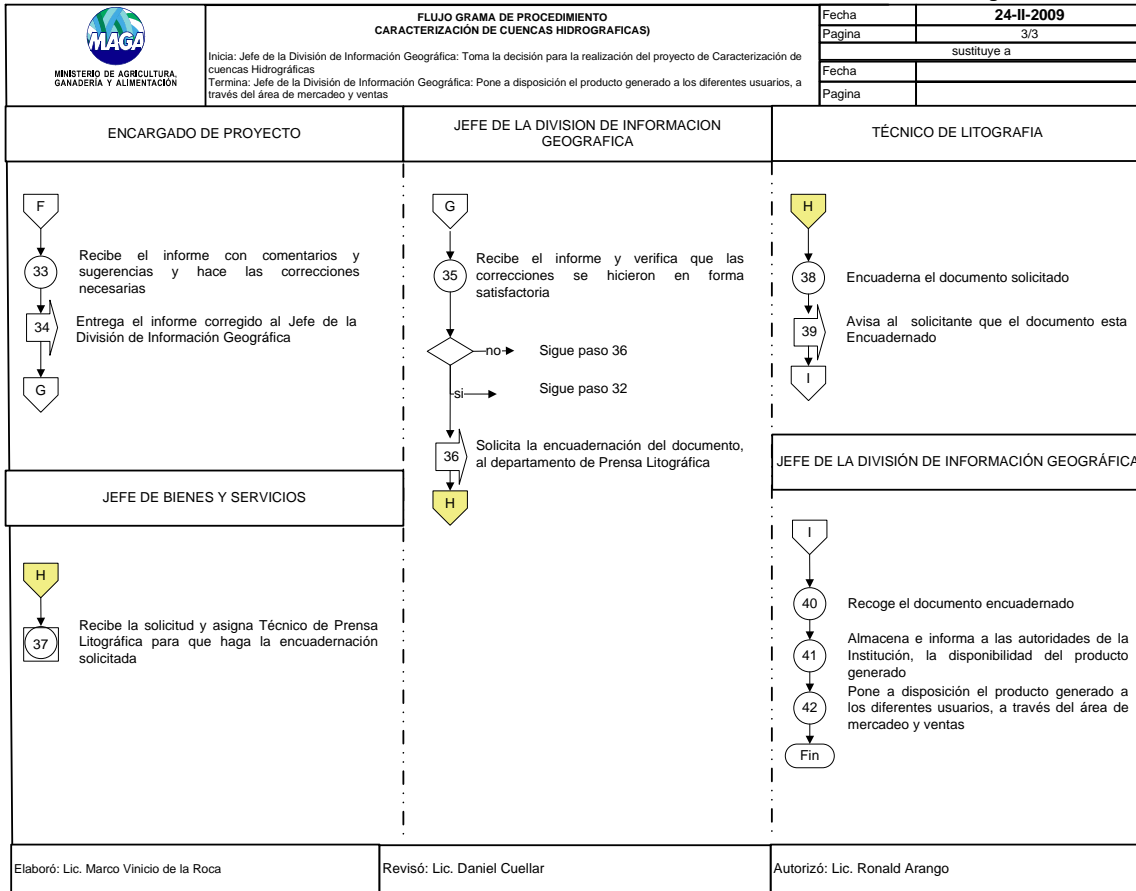 MAGA
MINISTERIO DE AGRICULTURA,
GANADERÍA Y ALIMENTACIÓN
FLUJO GRAMA DE PROCEDIMIENTO
CARACTERIZACIÓN DE CUENCAS HIDROGRAFICAS)
Inicia: Jefe de la División de Información Geográfica: Toma la decisión para la realización del proyecto de Caracterización de
cuencas Hidrográficas
Termina: Jefe de la División de Información Geográfica: Pone a disposición el producto generado a los diferentes usuarios, a
través del área de mercadeo y ventas
Fecha 24-II-2009
Pagina 3/3
sustituye a
Fecha
Pagina
ENCARGADO DE PROYECTO
F
33
Recibe el informe con comentarios y
sugerencias y hace las correcciones
necesarias
34
Entrega el informe corregido al Jefe de la
División de Información Geográfica
G
JEFE DE BIENES Y SERVICIOS
H
37
Recibe la solicitud y asigna Técnico de Prensa
Litográfica para que haga la encuadernación
solicitada
JEFE DE LA DIVISION DE INFORMACION
GEOGRAFICA
G
35
Recibe el informe y verifica que las
correcciones se hicieron en forma
satisfactoria
no
Sigue paso 36
si
Sigue paso 32
36
Solicita la encuadernación del documento,
al departamento de Prensa Litográfica
H
TÉCNICO DE LITOGRAFIA
H
38
Encuaderna el documento solicitado
39
Avisa al solicitante que el documento esta
Encuadernado
I
JEFE DE LA DIVISIÓN DE INFORMACIÓN GEOGRÁFICA
I
40
Recoge el documento encuadernado
41
Almacena e informa a las autoridades de la
Institución, la disponibilidad del producto
generado
42
Pone a disposición el producto generado a
los diferentes usuarios, a través del área de
mercadeo y ventas
Fin
Elaboró: Lic. Marco Vinicio de la Roca
Revisó: Lic. Daniel Cuellar
Autorizó: Lic. Ronald Arango